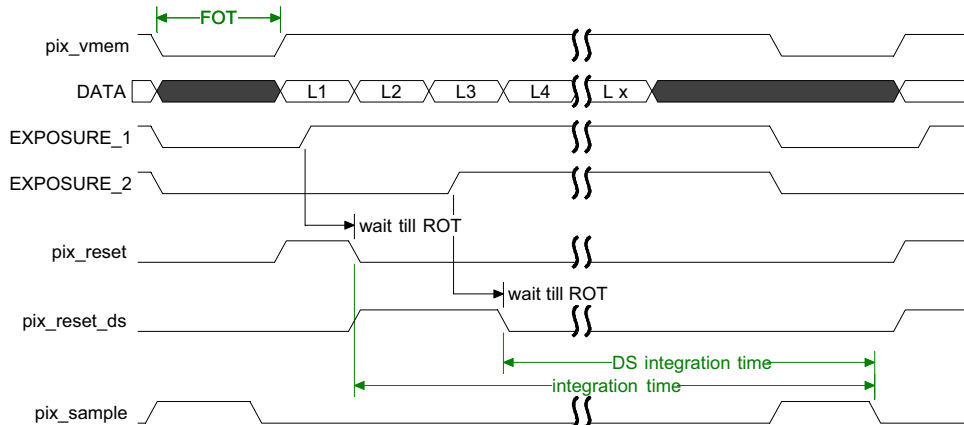 FOT
pix_vmem
DATA L1 L2 L3 L4 L x
EXPOSURE_1
EXPOSURE_2
wait till ROT
pix_reset
wait till ROT
pix_reset_ds
DS integration time
integration time
pix_sample